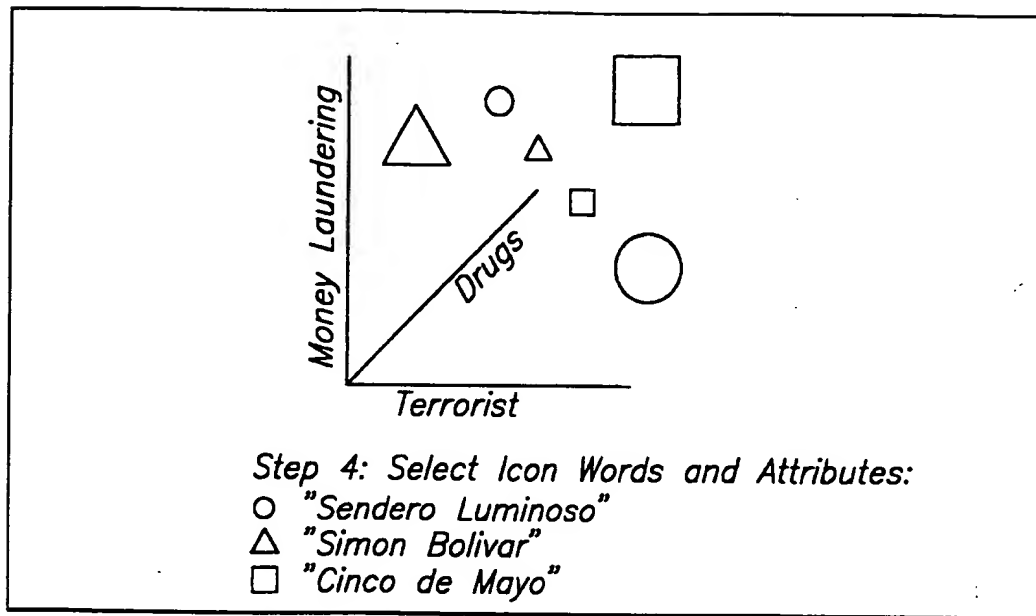 Money Laundering
Drugs
Terrorist
Step 4: Select Icon Words and Attributes:
"Sendero Luminoso"
"Simon Bolivar"
"Cinco de Mayo"